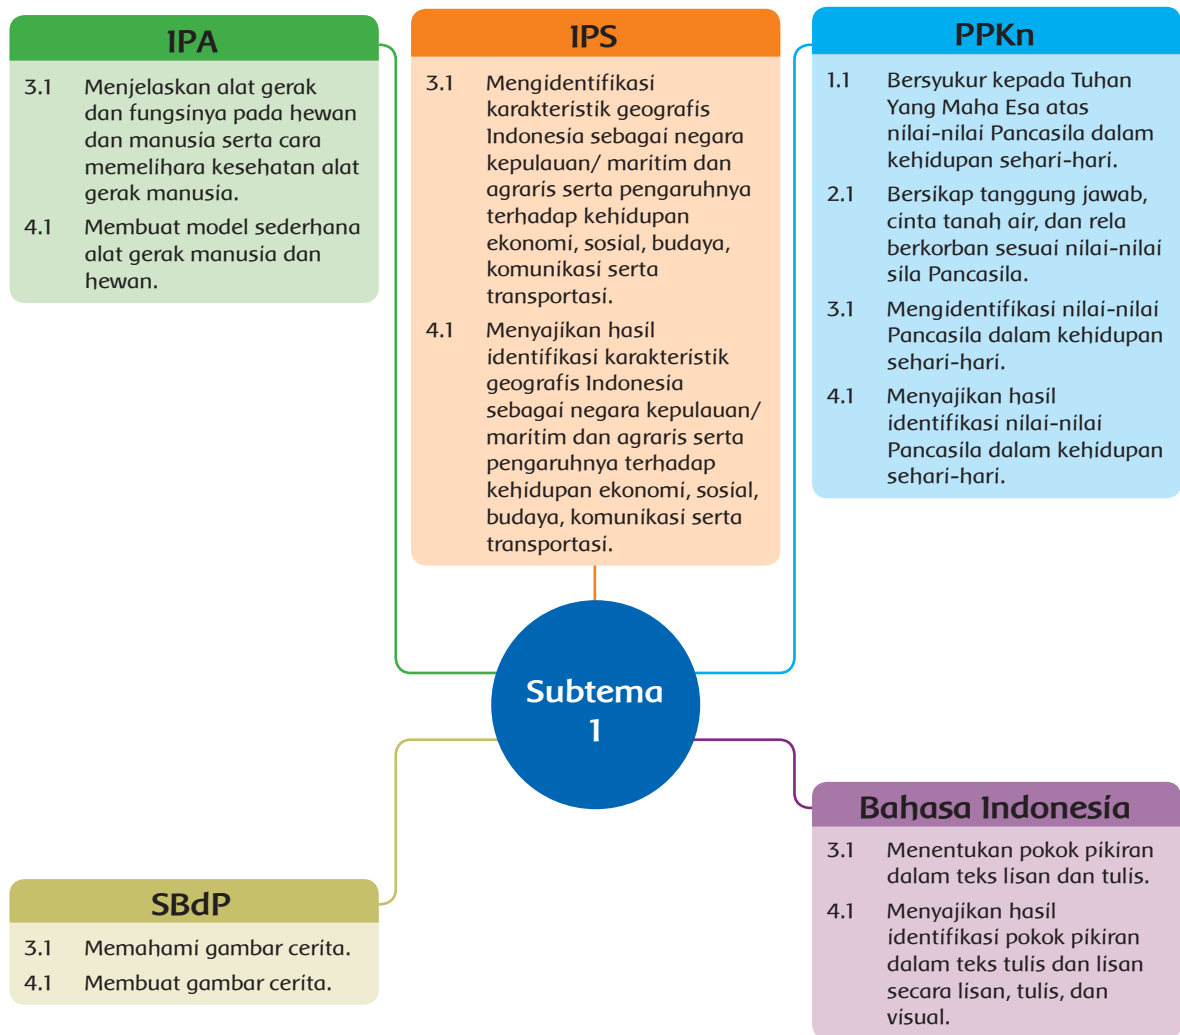 IPA
3.1 Menjelaskan alat gerak
dan fungsinya pada hewan
dan manusia serta cara
memelihara kesehatan alat
gerak manusia.
4.1 Membuat model sederhana
alat gerak manusia dan
hewan.
IPS
3.1 Mengidentifikasi
karakteristik geografis
Indonesia sebagai negara
kepulauan/ maritim dan
agraris serta pengaruhnya
terhadap kehidupan
ekonomi, sosial, budaya,
komunikasi serta
transportasi.
4.1 Menyajikan hasil
identifikasi karakteristik
geografis Indonesia
sebagai negara kepulauan/
maritim dan agraris serta
pengaruhnya terhadap
kehidupan ekonomi, sosial,
budaya, komunikasi serta
transportasi.
PPKn
1.1 Bersyukur kepada Tuhan
Yang Maha Esa atas
nilai-nilai Pancasila dalam
kehidupan sehari-hari.
2.1 Bersikap tanggung jawab,
cinta tanah air, dan rela
berkorban sesuai nilai-nilai
sila Pancasila.
3.1 Mengidentifikasi nilai-nilai
Pancasila dalam kehidupan
sehari-hari.
4.1 Menyajikan hasil
identifikasi nilai-nilai
Pancasila dalam kehidupan
sehari-hari.
Subtema
1
SBdP
3.1 Memahami gambar cerita.
4.1 Membuat gambar cerita.
Bahasa Indonesia
3.1 Menentukan pokok pikiran
dalam teks lisan dan tulis.
4.1 Menyajikan hasil
identifikasi pokok pikiran
dalam teks tulis dan lisan
secara lisan, tulis, dan
visual.